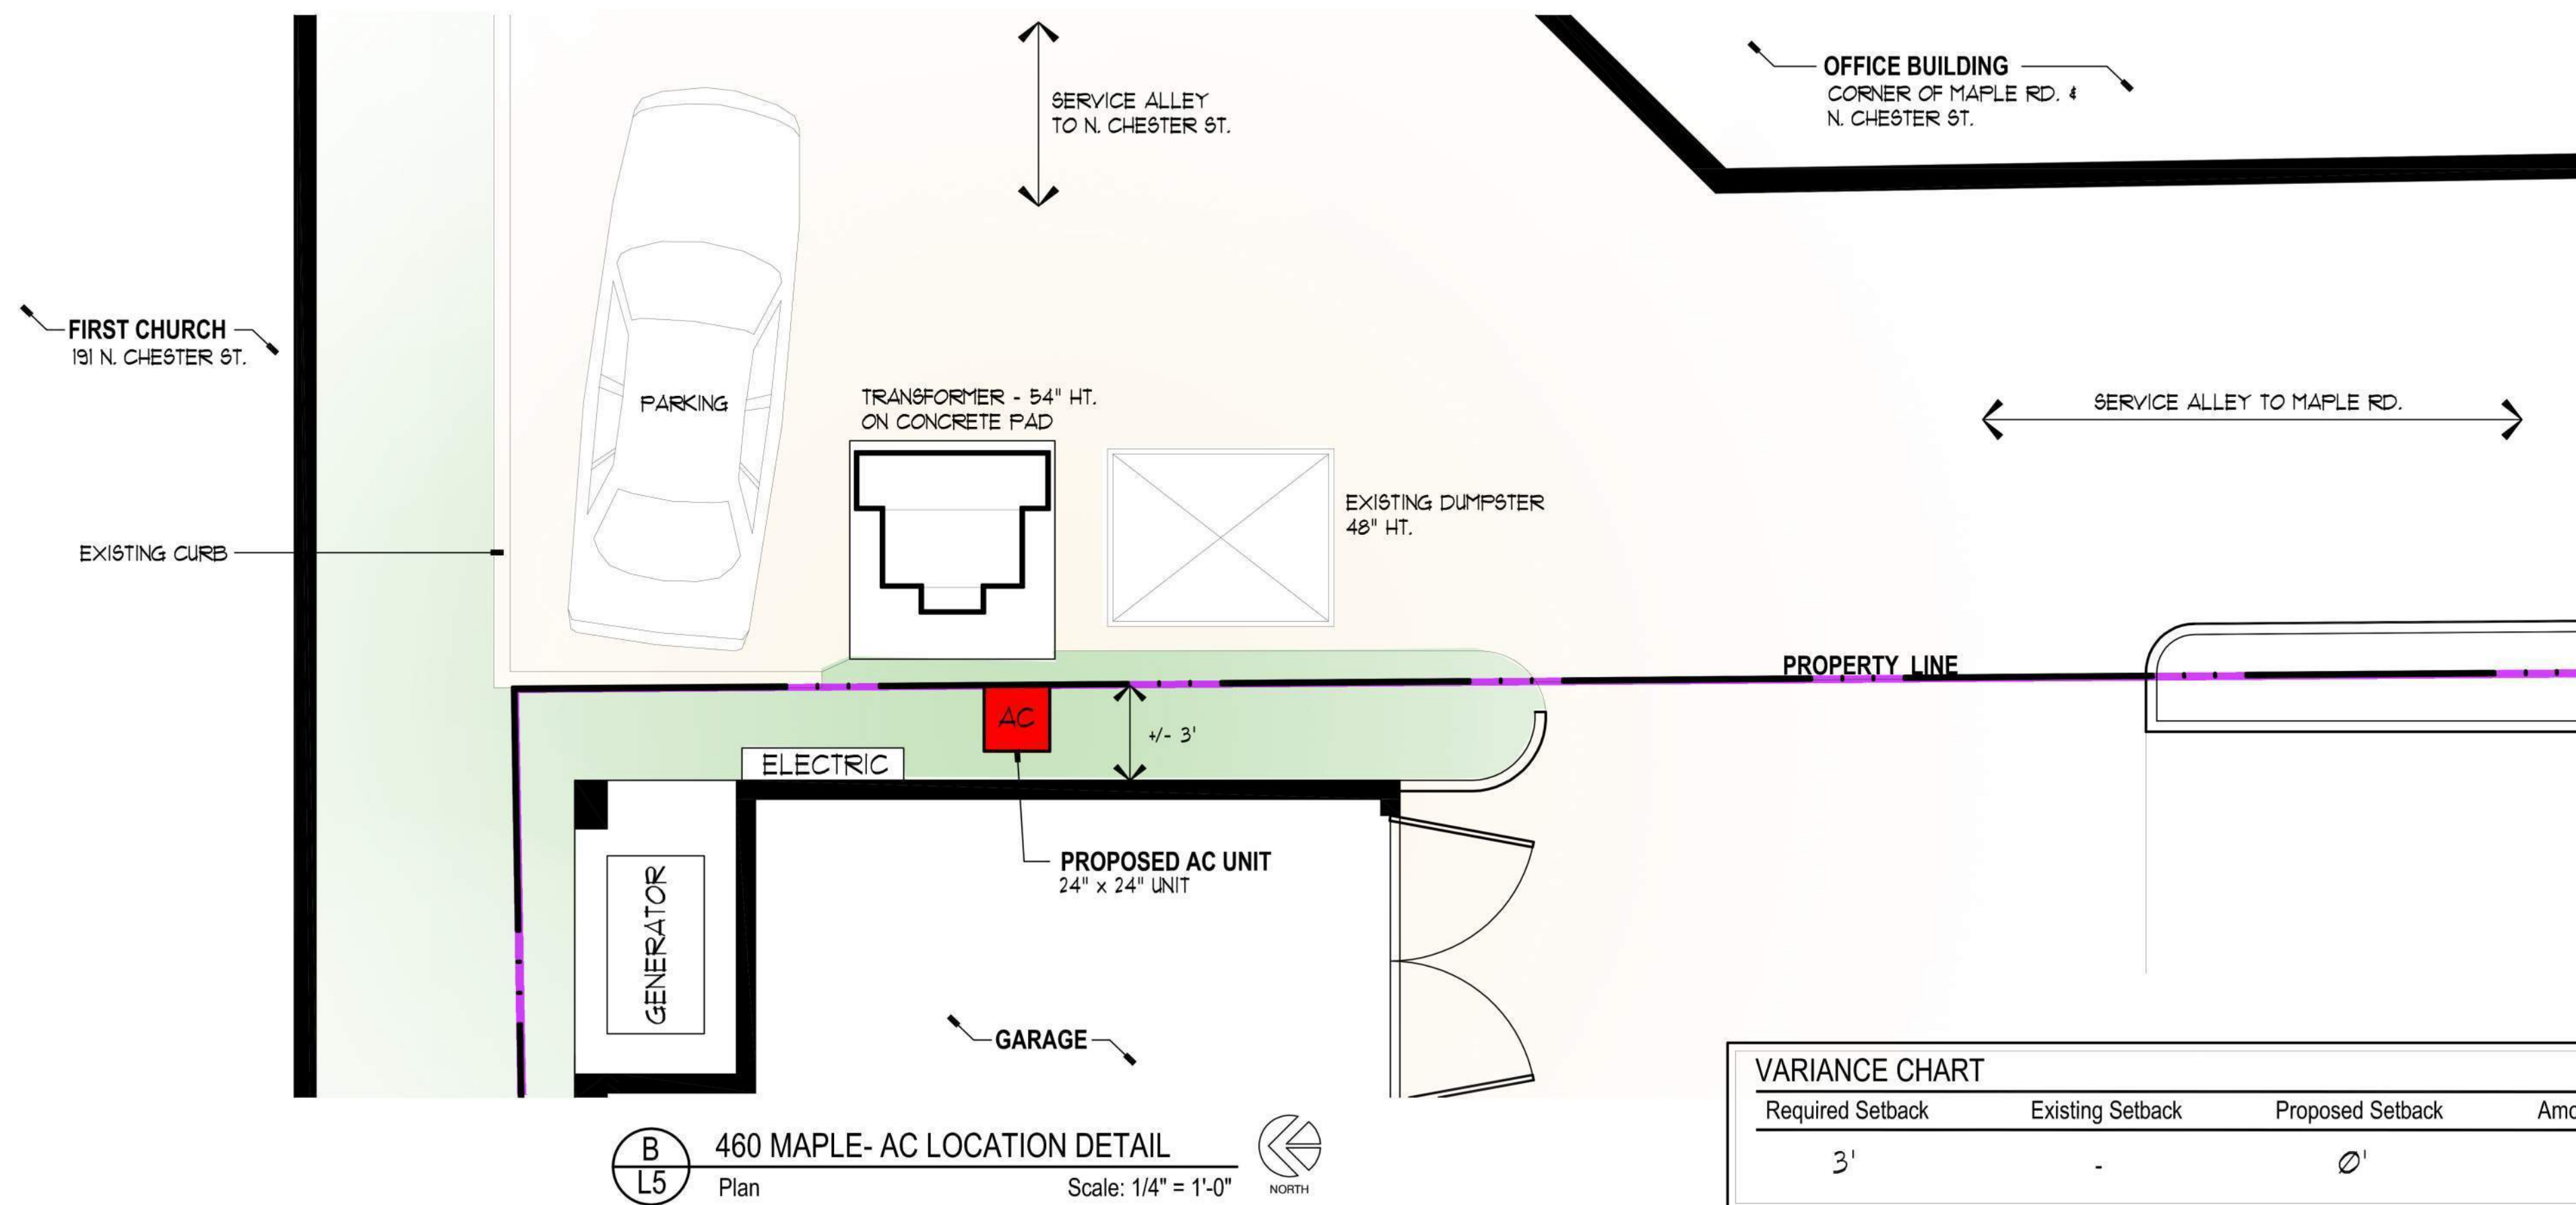 OFFICE BUILDING
CORNER OF MAPLE RD. &
N. CHESTER ST.
SERVICE ALLEY
TO N. CHESTER ST.
FIRST CHURCH
191 N. CHESTER ST.
PARKING
TRANSFORMER - 54" HT.
ON CONCRETE PAD
SERVICE ALLEY TO MAPLE RD.
EXISTING DUMPSTER
48" HT.
EXISTING CURB
PROPERTY LINE
AC
+/- 3'
ELECTRIC
PROPOSED AC UNIT
24" x 24" UNIT
GENERATOR
GARAGE
B
L5
460 MAPLE- AC LOCATION DETAIL
Plan Scale: 1/4" = 1'-0"
NORTH
VARIANCE CHART
Required Setback Existing Setback Proposed Setback
3' - Ø'